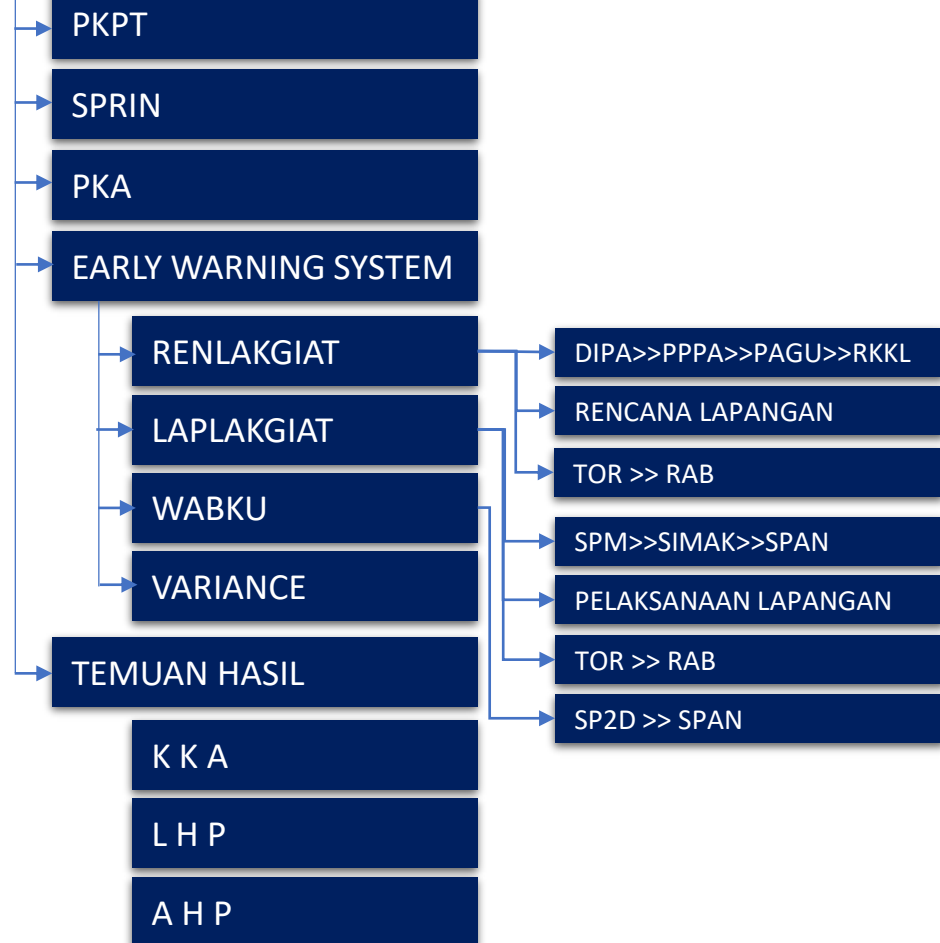 PKPT
SPRIN
PKA
EARLY WARNING SYSTEM
RENLAKGIAT
LAPLAKGIAT
WABKU
VARIANCE
DIPA>>PPPA>>PAGU>>RKKL
RENCANA LAPANGAN
TOR >> RAB
SPM>>SIMAK>>SPAN
PELAKSANAAN LAPANGAN
TOR >> RAB
SP2D >> SPAN
TEMUAN HASIL
K K A
L H P
A H P